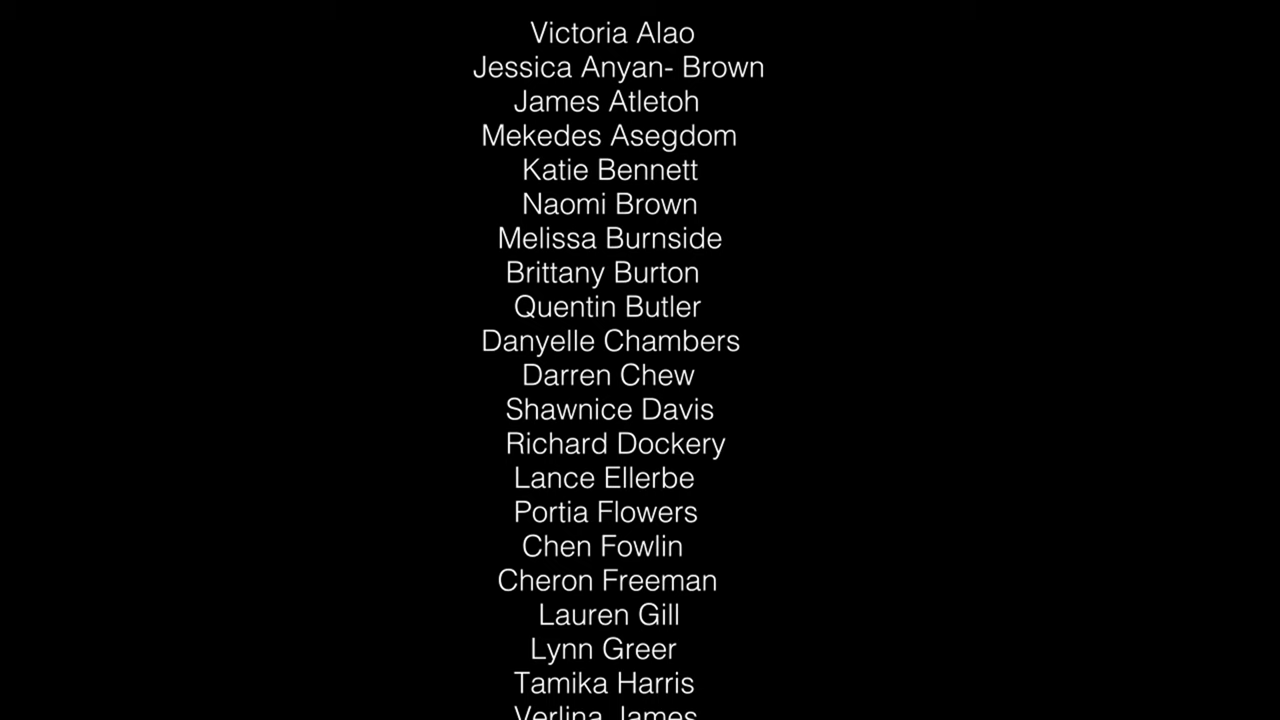 Victoria Alao
Jessica Anyan- Brown
James Atletoh
Mekedes Asegdom
Katie Bennett
Naomi Brown
Melissa Burnside
Brittany Burton
Quentin Butler
Danyelle Chambers
Darren Chew
Shawnice Davis
Richard Dockery
Lance Ellerbe
Portia Flowers
Chen Fowlin
Cheron Freeman
Lauren Gill
Lynn Greer
Tamika Harris
Verlina James